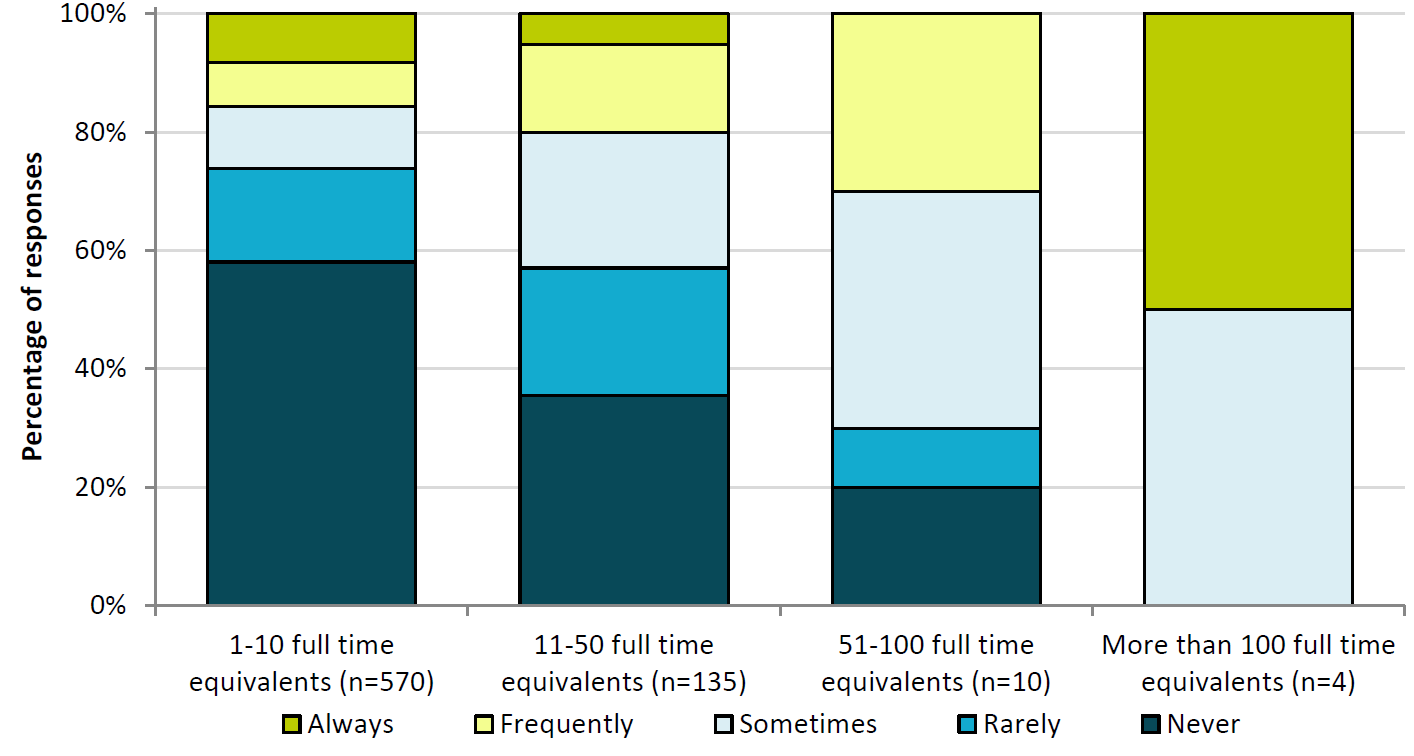 100%
80%
60%
40%
20%
0%
Percentage of responses
1-10 full time
equivalents (n=570)
11-50 full time
equivalents (n=135)
51-100 full time
equivalents (n=10)
More than 100 full time
equivalents (n=4)
Always Frequently Sometimes Rarely Never